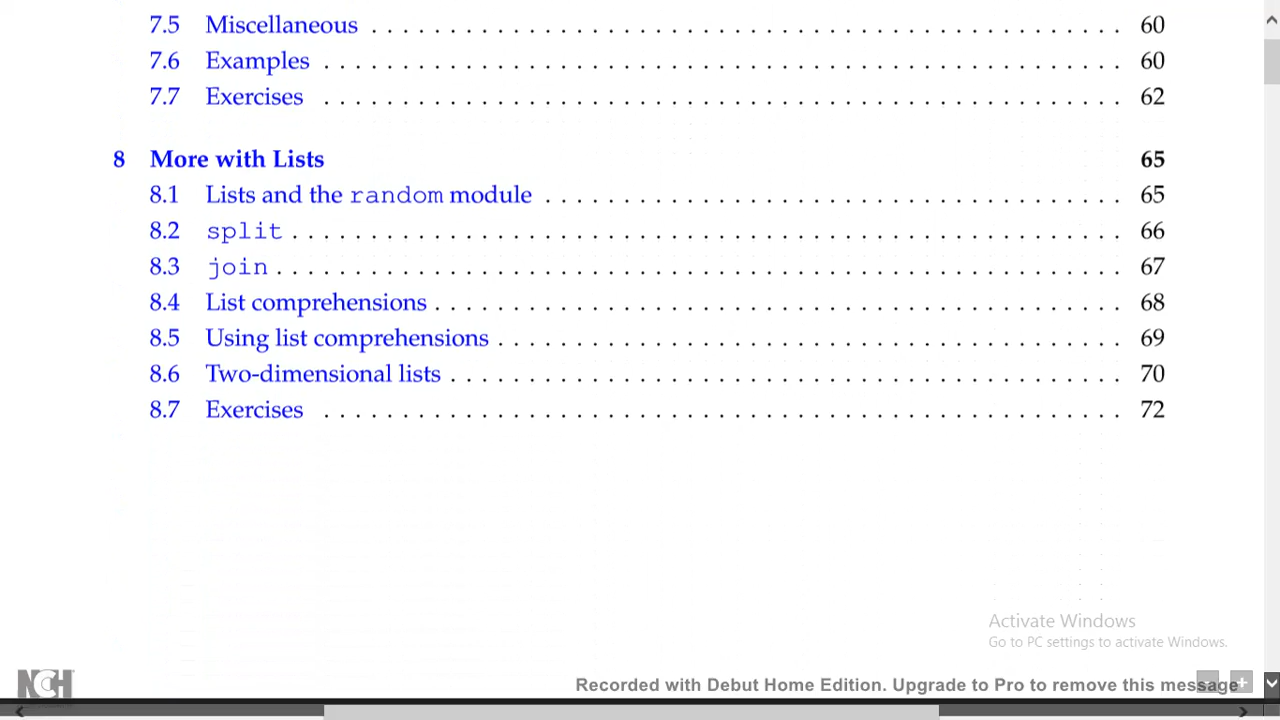 7.5 Miscellaneous . . . . . . . . . . . . . . . . . . . . . . . . . . . . . . . . . . . . . . . . . . . . . . . . 60
7.6 Examples . . . . . . . . . . . . . . . . . . . . . . . . . . . . . . . . . . . . . . . . . . . . . . . . . . . 60
7.7 Exercises . . . . . . . . . . . . . . . . . . . . . . . . . . . . . . . . . . . . . . . . . . . . . . . . . . . 62
8 More with Lists 65
8.1 Lists and the random module . . . . . . . . . . . . . . . . . . . . . . . . . . . . . . . . . . . . . 65
8.2 split . . . . . . . . . . . . . . . . . . . . . . . . . . . . . . . . . . . . . . . . . . . . . . . . . . . . . 66
8.3 join . . . . . . . . . . . . . . . . . . . . . . . . . . . . . . . . . . . . . . . . . . . . . . . . . . . . . . 67
8.4 List comprehensions . . . . . . . . . . . . . . . . . . . . . . . . . . . . . . . . . . . . . . . . . . . . 68
8.5 Using list comprehensions . . . . . . . . . . . . . . . . . . . . . . . . . . . . . . . . . . . . . . . . 69
8.6 Two-dimensional lists . . . . . . . . . . . . . . . . . . . . . . . . . . . . . . . . . . . . . . . . . . . 70
8.7 Exercises . . . . . . . . . . . . . . . . . . . . . . . . . . . . . . . . . . . . . . . . . . . . . . . . . . . 72
Activate Windows
Go to PC settings to activate Windows.
NCH
Recorded with Debut Home Edition. Upgrade to Pro to remove this message